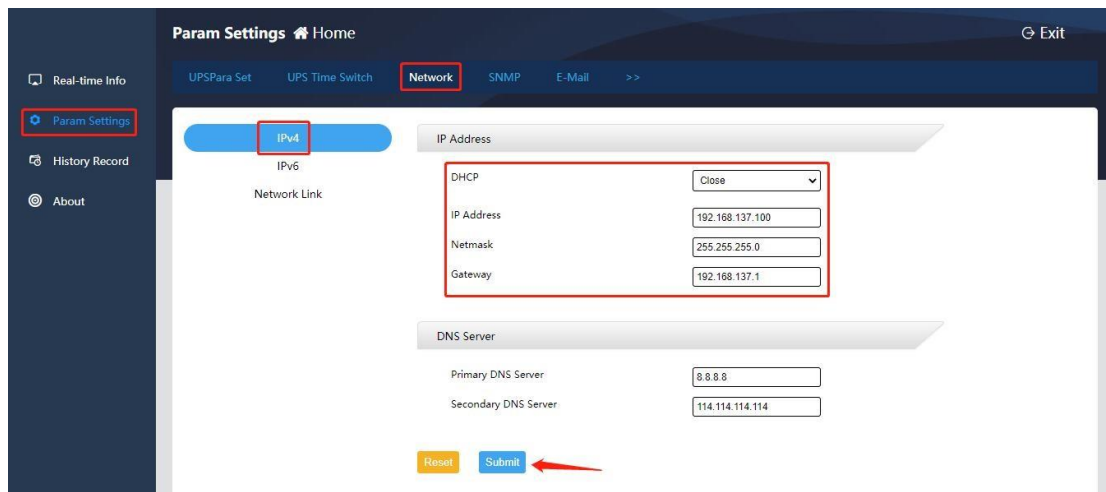 Param Settings Home
Exit
Real-time Info
Param Settings
History Record
About
UPSPara Set UPS Time Switch Network SNMP E-Mail >>
IPv4
IPv6
Network Link
IP Address
DHCP Close
IP Address 192.168.137.100
Netmask 255.255.255.0
Gateway 192.168.137.1
DNS Server
Primary DNS Server 8.8.8.8
Secondary DNS Server 114.114.114.114
Reset Submit